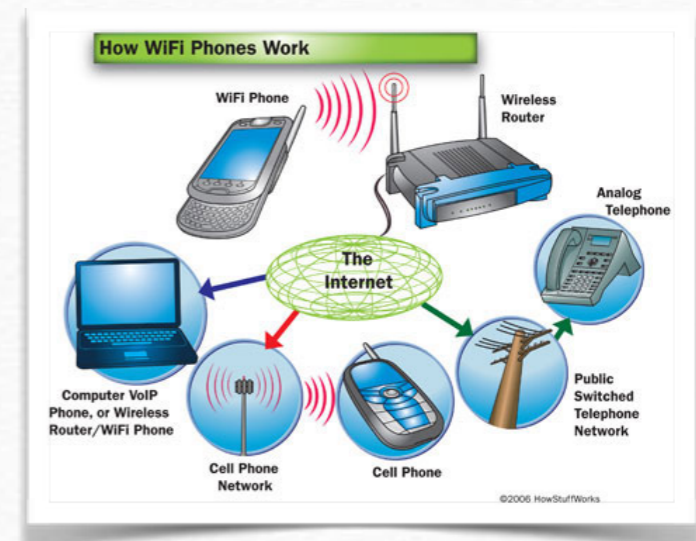 How WiFi Phones Work
WiFi Phone
Wireless
Router
Analog
Telephone
The
Internet
Computer VoIP
Phone, or Wireless
Router/WiFi Phone
Cell Phone
Network
Cell Phone
Public
Switched
Telephone
Network
©2006 HowStuffWorks